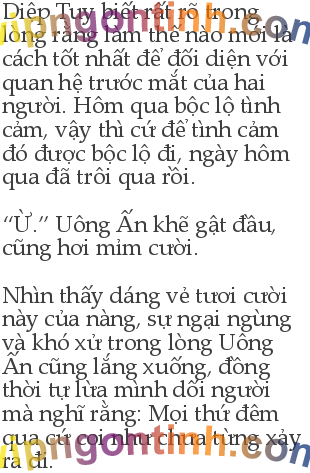 Diệp Tuy biết rất rõ trong
lòng rằng làm thế nào mới là
cách tốt nhất để đối diện với
quan hệ trước mắt của hai
người. Hôm qua bộc lộ tình
cảm, vậy thì cứ để tình cảm
đó được bộc lộ đi, ngày hôm
qua đã trôi qua rồi.
“Ừ.” Uông Ấn khẽ gật đầu,
cũng hơi mỉm cười.
Nhìn thấy dáng vẻ tươi cười
này của nàng, sự ngại ngùng
và khó xử trong lòng Uông
Ấn cũng lắng xuống, đồng
thời tự lừa mình dối người
mà nghĩ rằng: Mọi thứ đêm
qua cứ coi như chưa từng xảy
ra đi.
vipngontinh.com
vipngontinh.com